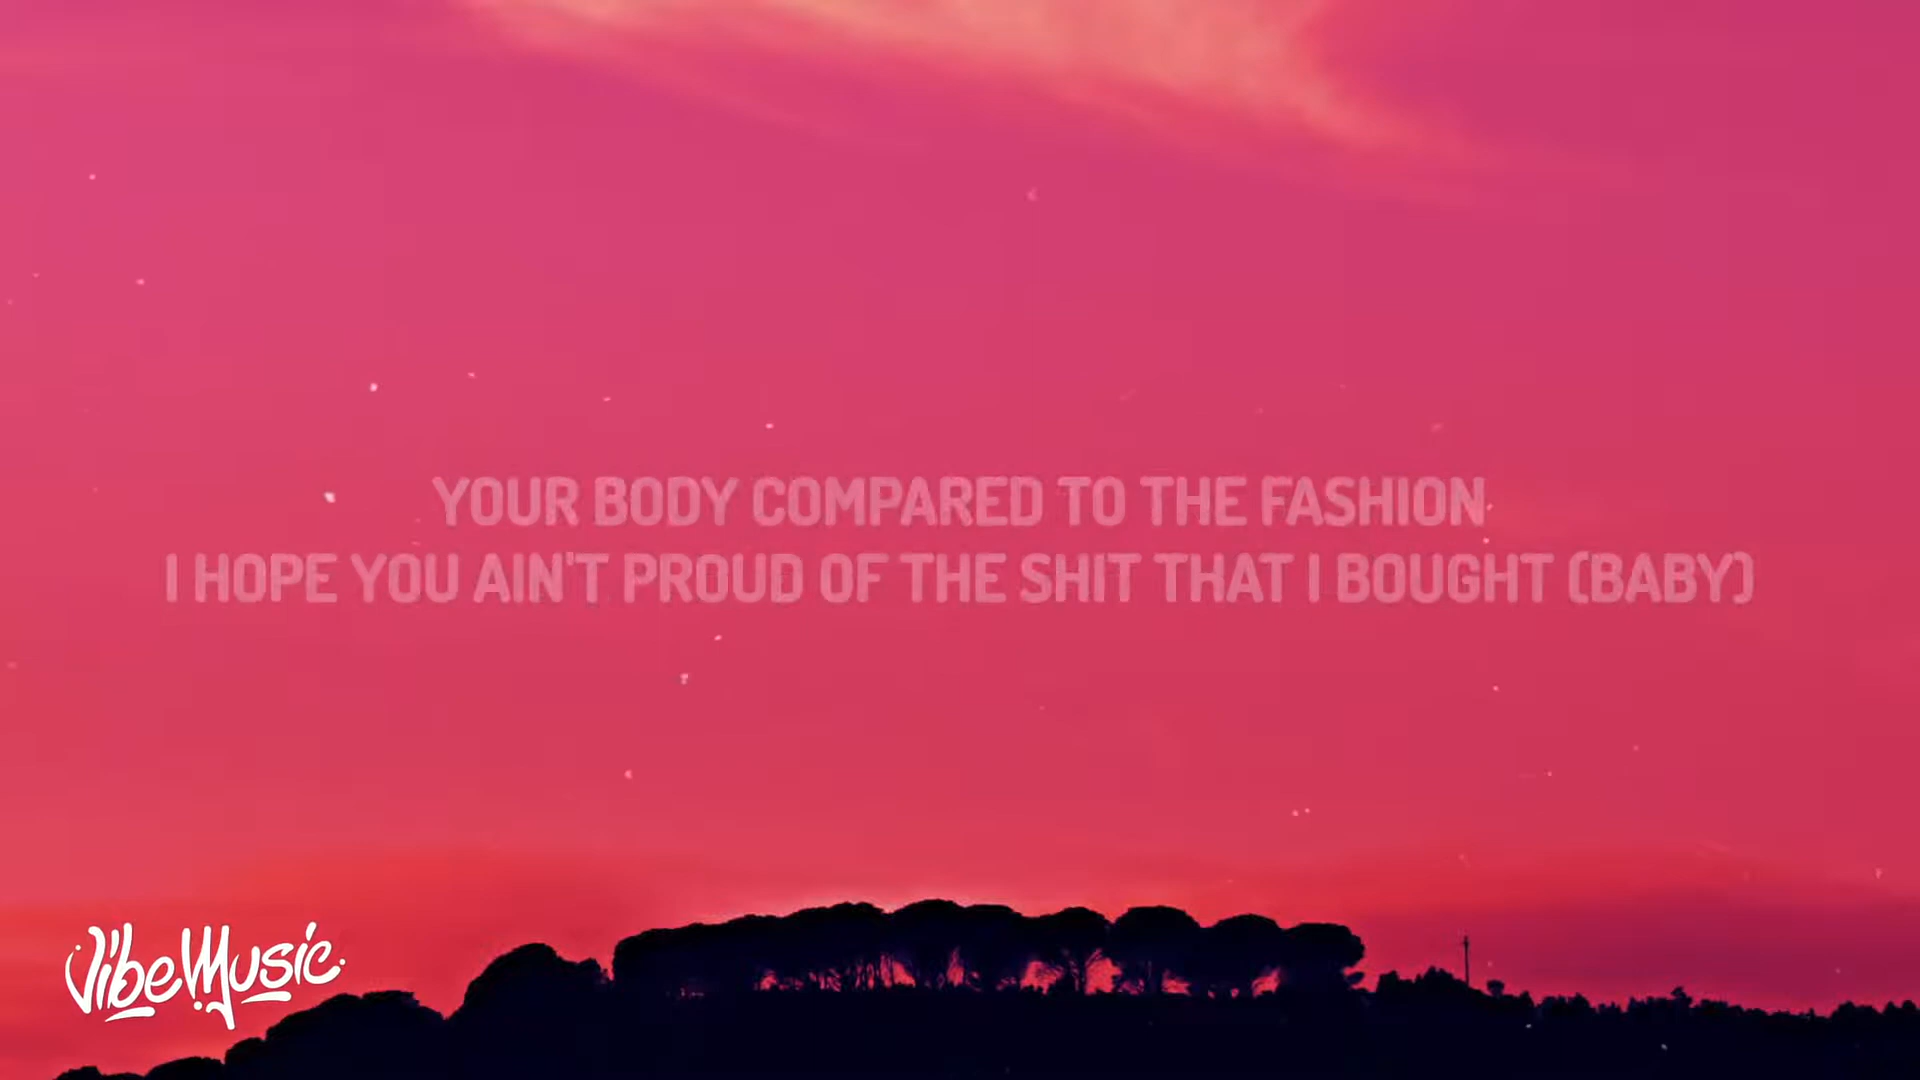 YOUR BODY COMPARED TO THE FASHION
I HOPE YOU AIN'T PROUD OF THE SHIT THAT I BOUGHT (BABY)
VibeMusic